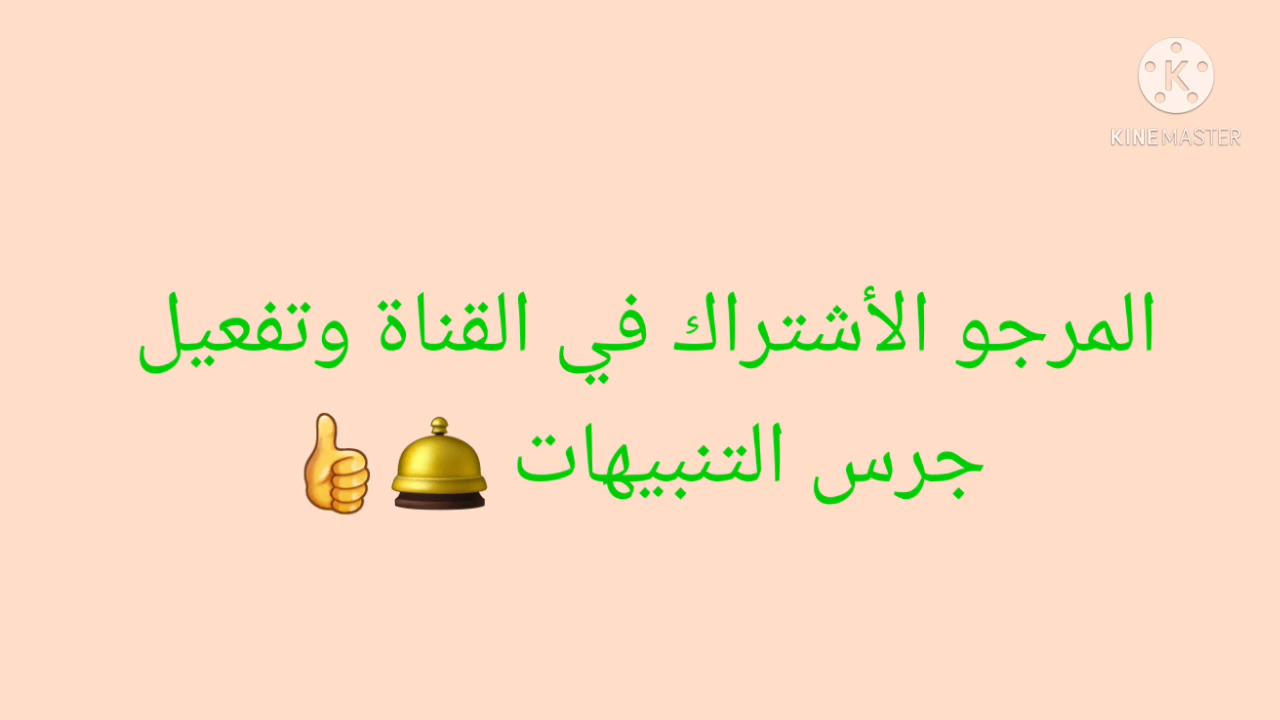 KINEMASTER
المرجو الأشتراك في القناة وتفعيل
جرس التنبيهات 🛎👍